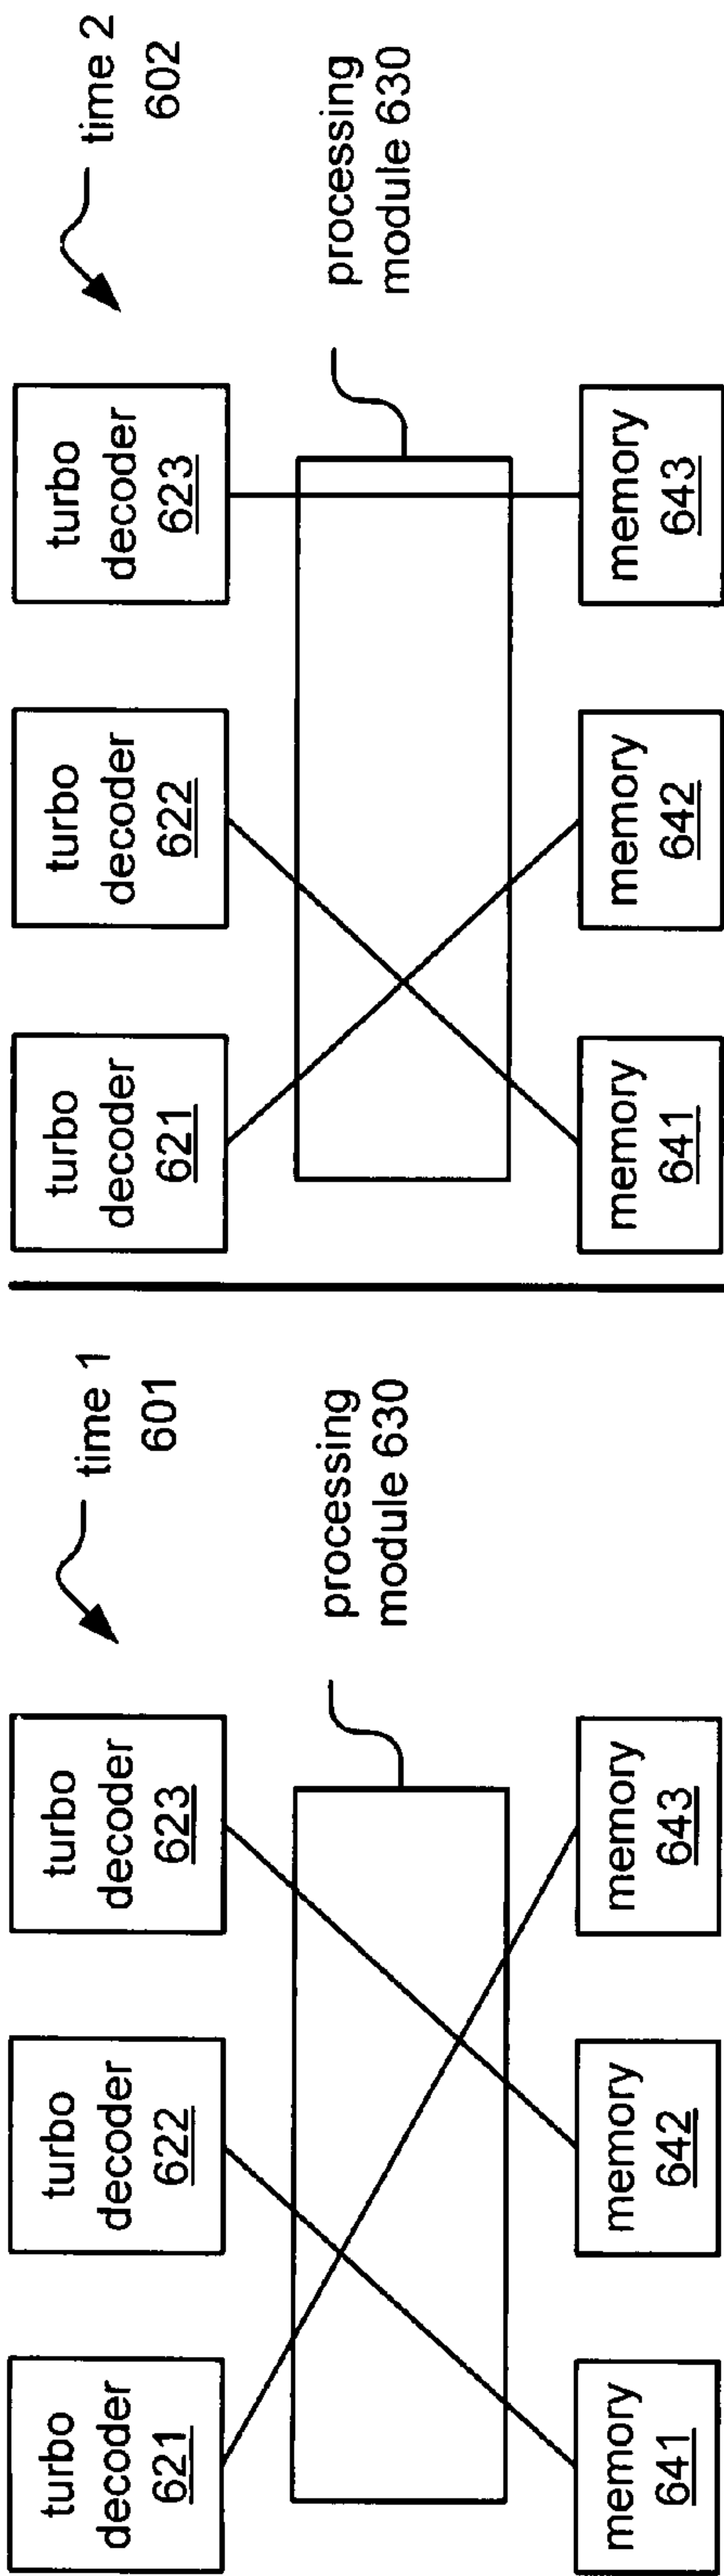 turbo
decoder
621
turbo
decoder
622
turbo
decoder
623
time 1
601
processing
module 630
memory
641
memory
642
memory
643
turbo
decoder
621
turbo
decoder
622
turbo
decoder
623
time 2
602
processing
module 630
memory
641
memory
642
memory
643